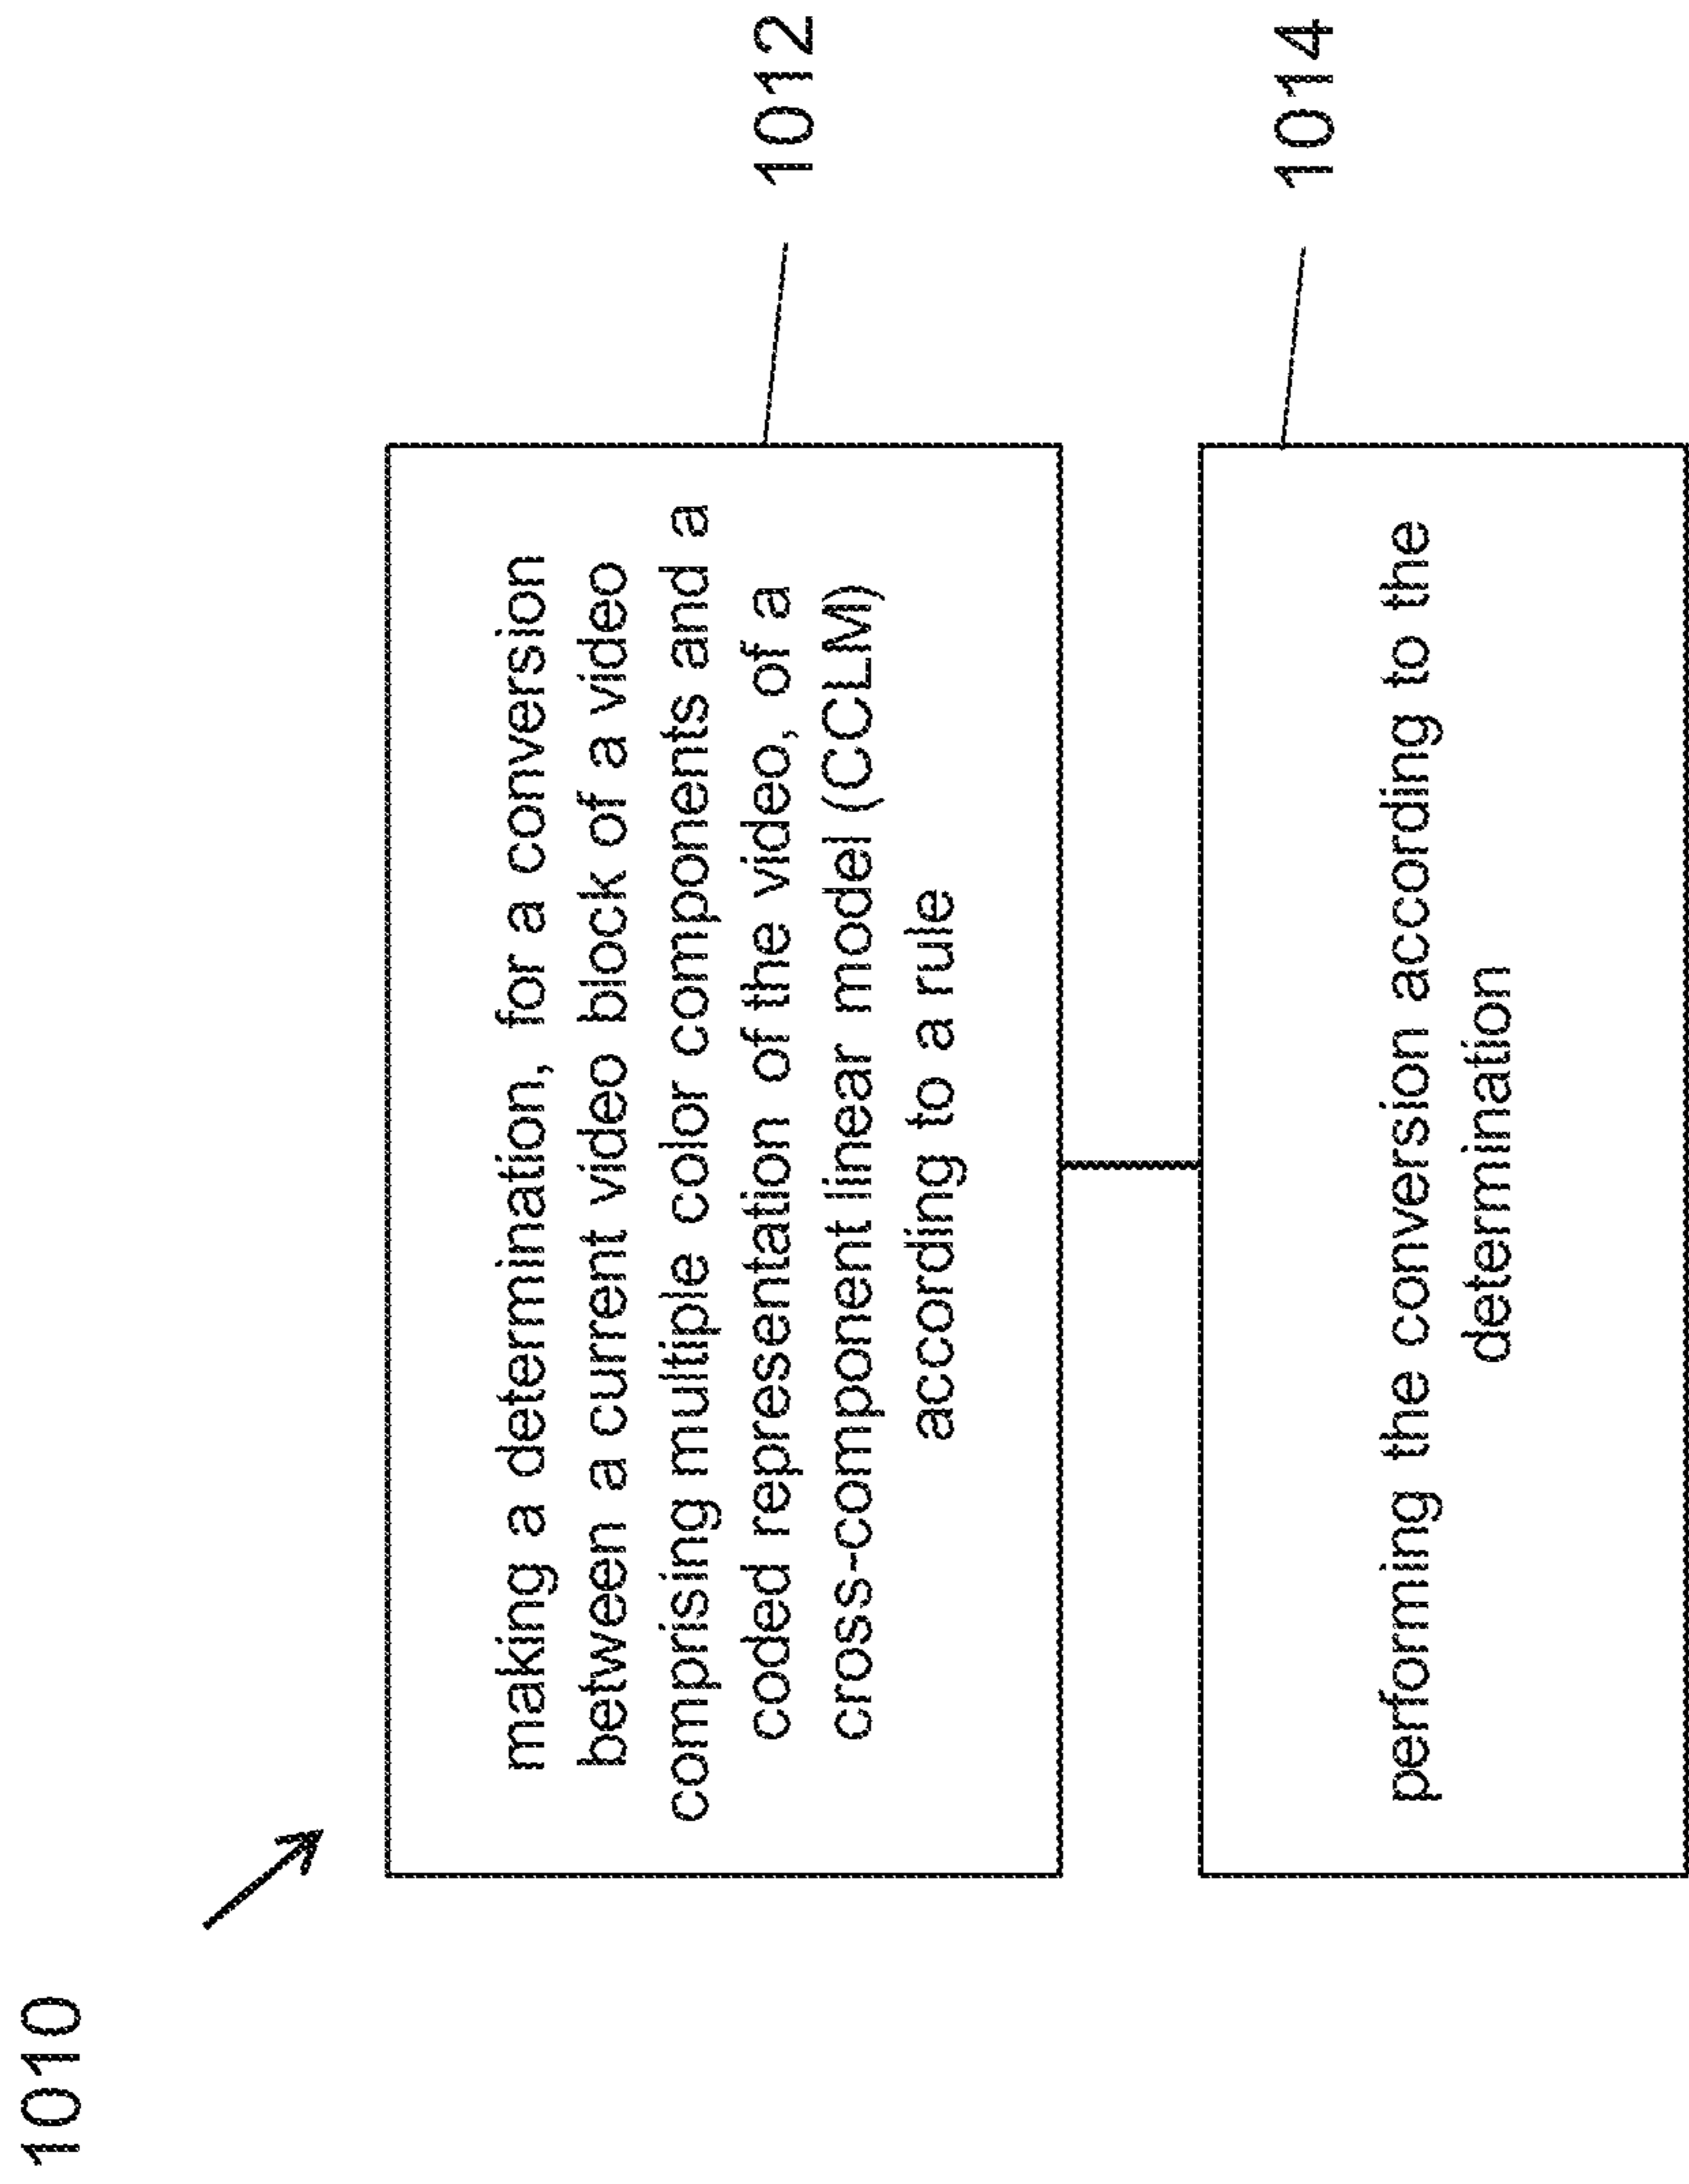 1010
making a determination, for a conversion
between a current video block of a video
comprising multiple color components and a
coded representation of the video, of a
cross-component linear model (CCLM)
according to a rule
1012
performing the conversion according to the
determination
1014